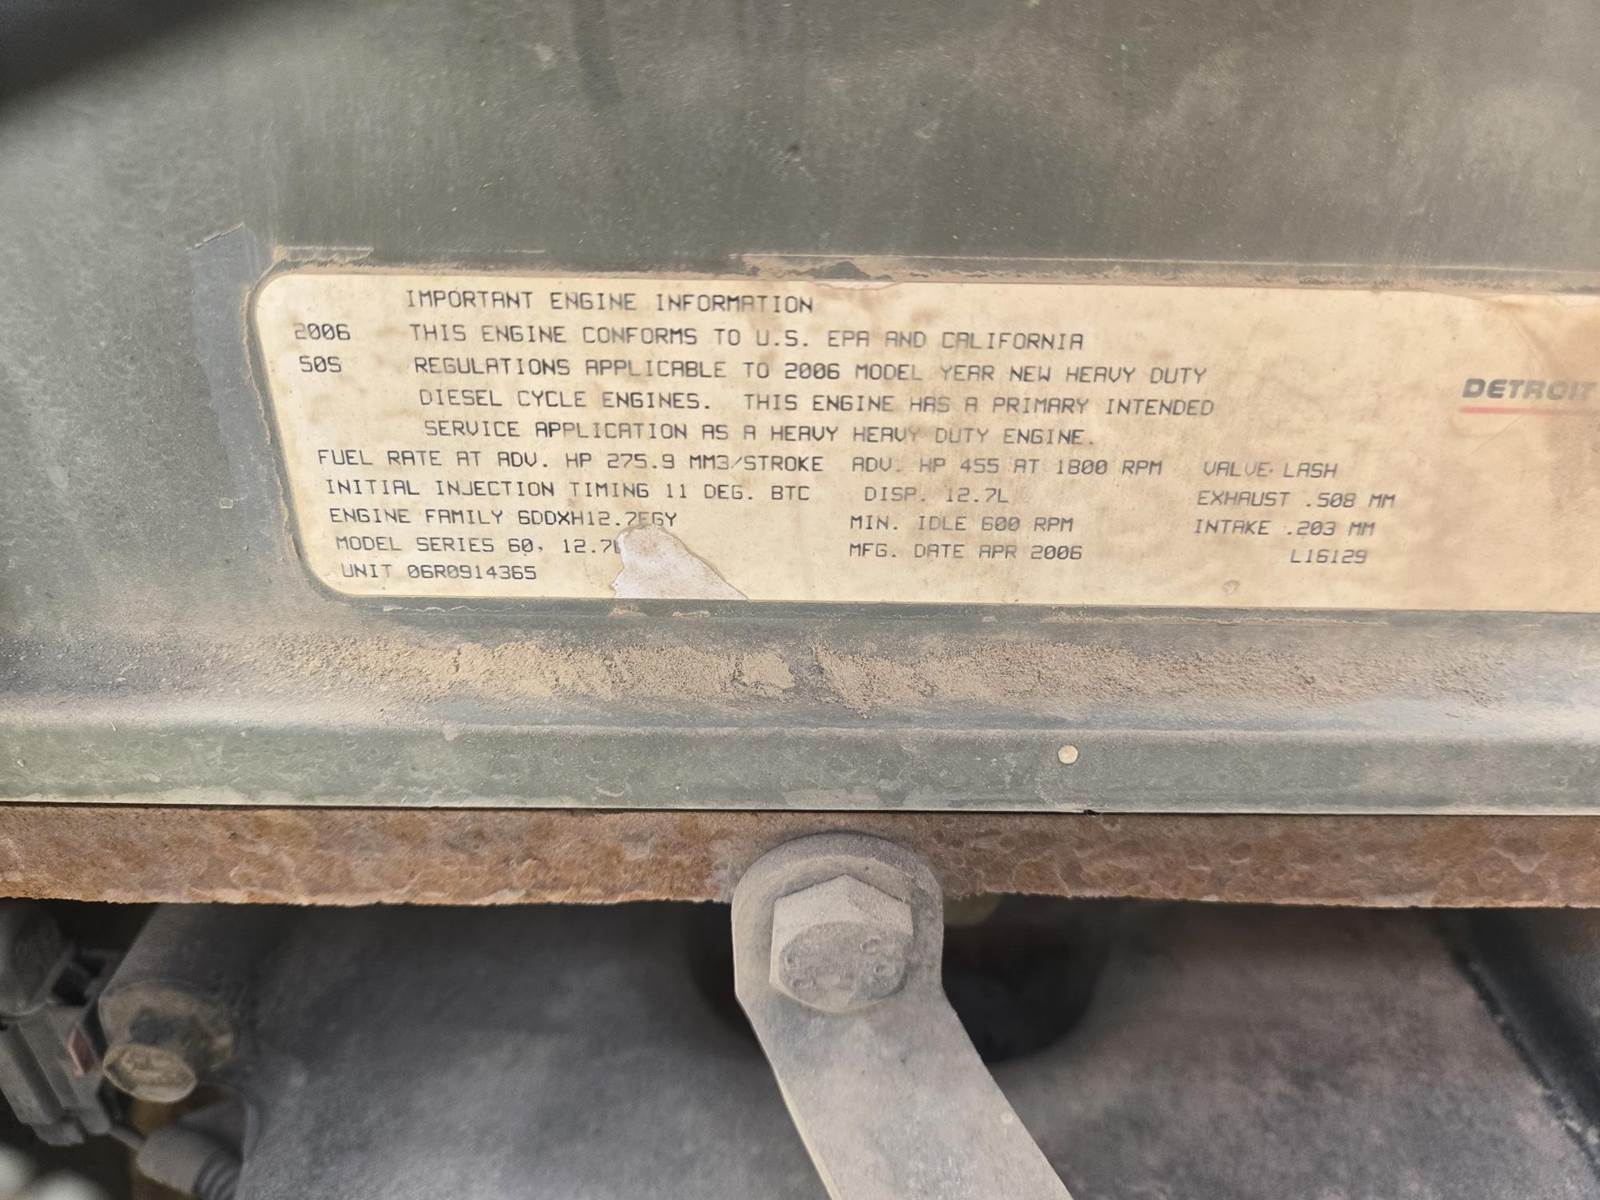 IMPORTANT ENGINE INFORMATION
2006 THIS ENGINE CONFORMS TO U.S. EPA AND CALIFORNIA
50S REGULATIONS APPLICABLE TO 2006 MODEL YEAR NEW HEAVY DUTY
DIESEL CYCLE ENGINES. THIS ENGINE HAS A PRIMARY INTENDED
SERVICE APPLICATION AS A HEAVY HEAVY DUTY ENGINE.
FUEL RATE AT ADV. HP 275.9 MM3/STROKE ADV. HP 455 AT 1800 RPM VALVE LASH
INITIAL INJECTION TIMING 11 DEG. BTC DISP. 12.7L EXHAUST .508 MM
ENGINE FAMILY 6DDXH12.7EGY MIN. IDLE 600 RPM INTAKE .203 MM
MODEL SERIES 60, 12.7L MFG. DATE APR 2006 L16129
UNIT 06R0914365
DETROIT